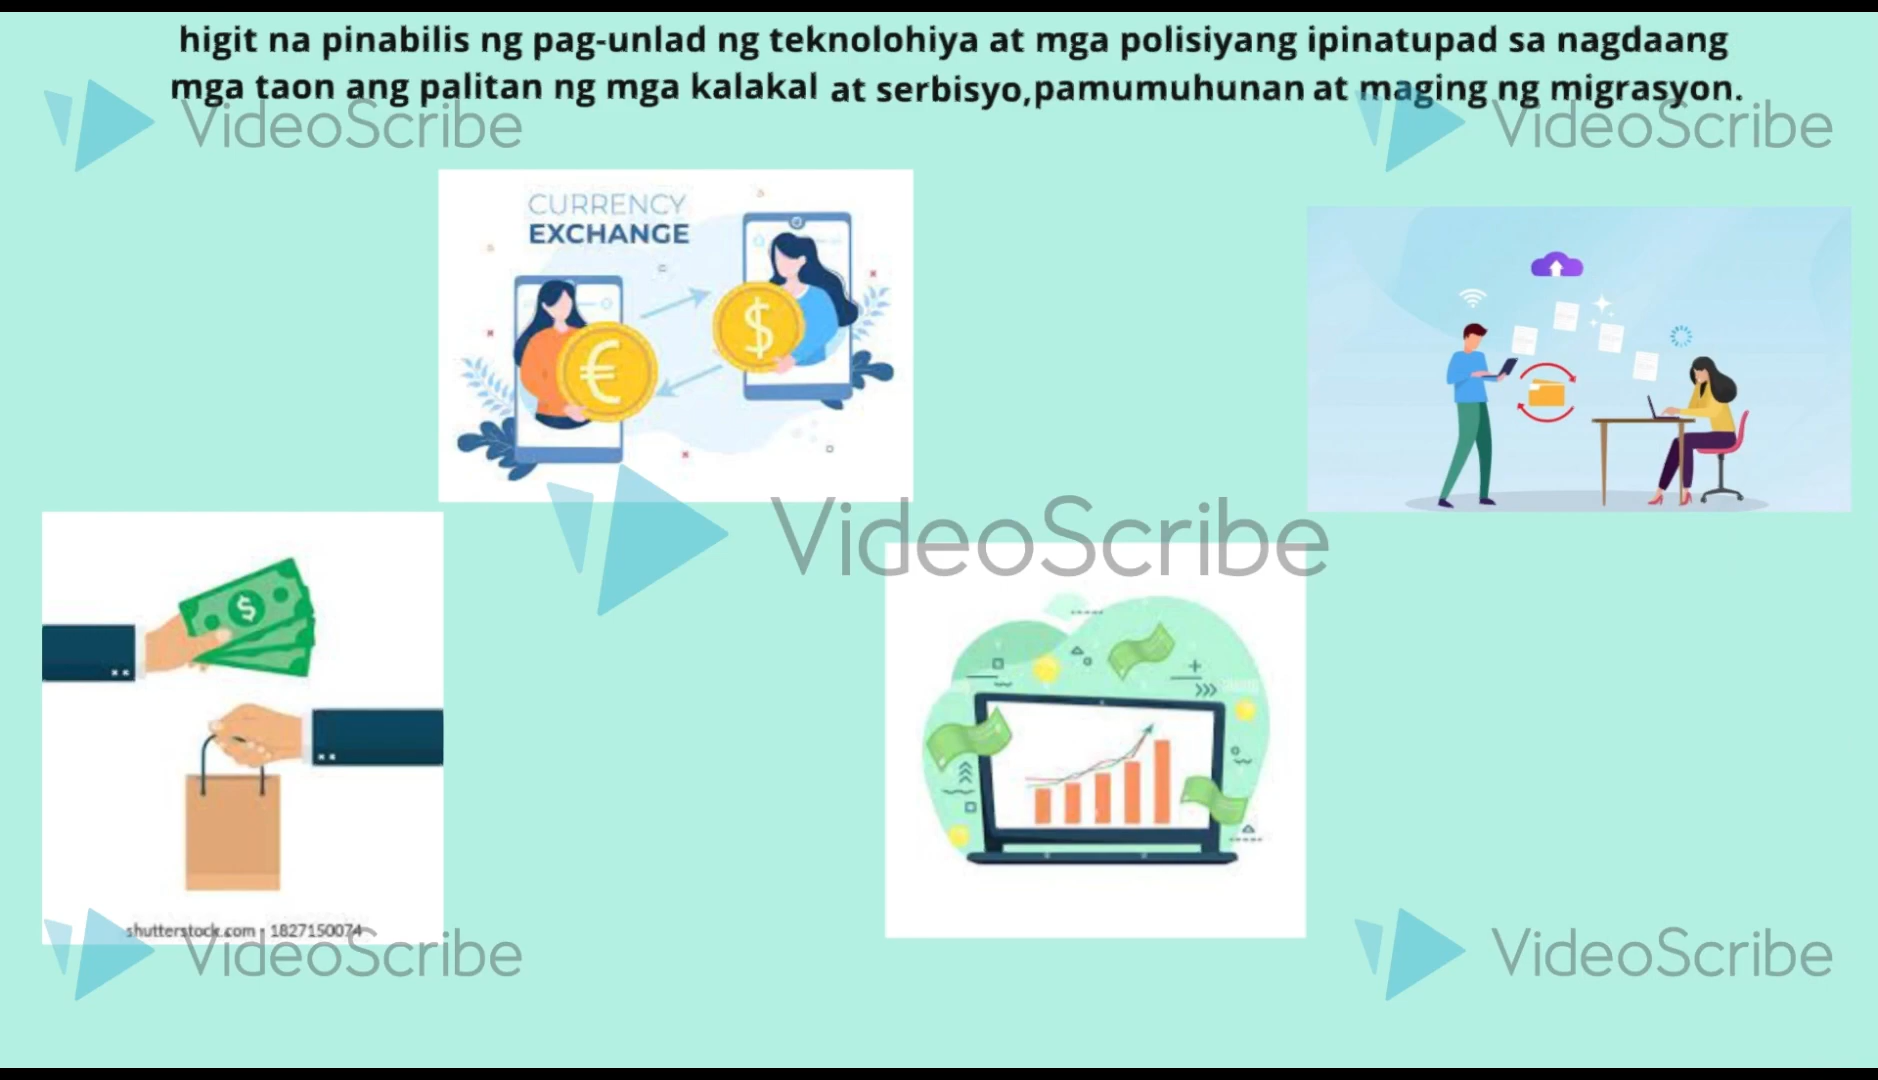 higit na pinabilis ng pag-unlad ng teknolohiya at mga polisiyang ipinatupad sa nagdaang
mga taon ang palitan ng mga kalakal at serbisyo,pamumuhunan at maging ng migrasyon.
VideoScribe
VideoScribe
CURRENCY
EXCHANGE
€
$
VideoScribe
$
shutterstock.com · 1827150074
VideoScribe
VideoScribe